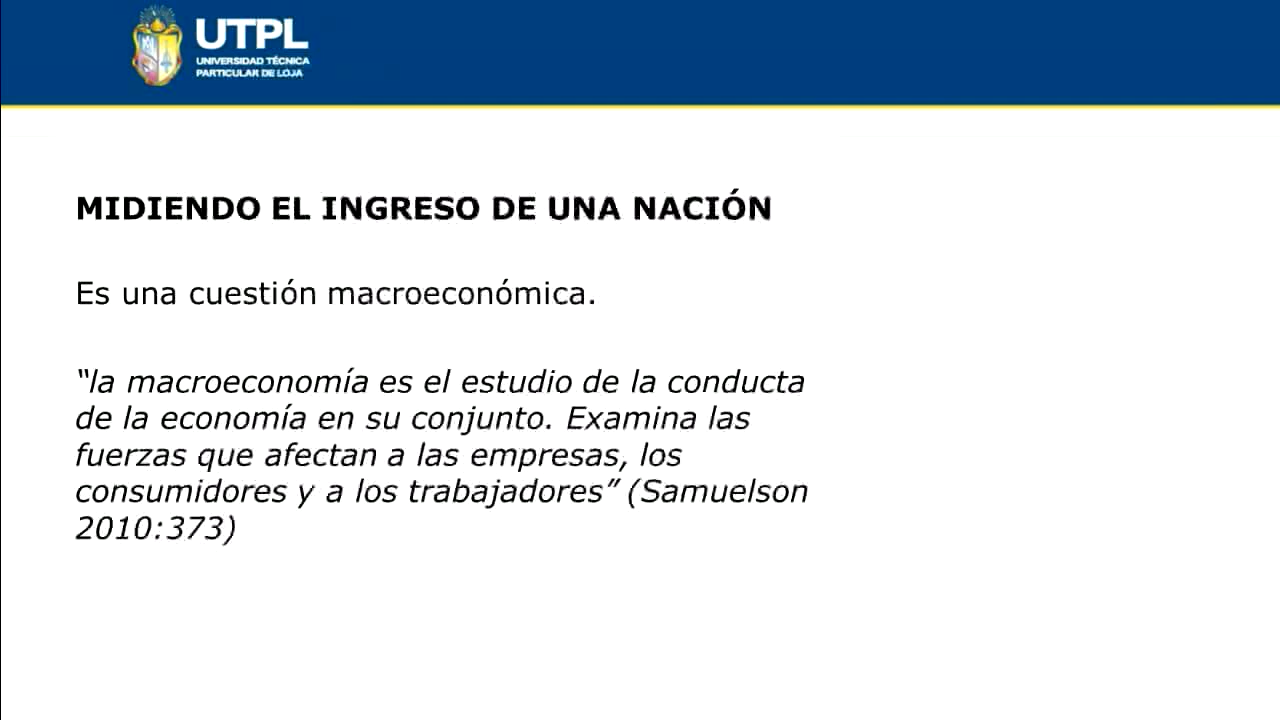 UTPL
UNIVERSIDAD TÉCNICA
PARTICULAR DE LOJA
MIDIENDO EL INGRESO DE UNA NACIÓN
Es una cuestión macroeconómica.
“la macroeconomía es el estudio de la conducta
de la economía en su conjunto. Examina las
fuerzas que afectan a las empresas, los
consumidores y a los trabajadores” (Samuelson
2010:373)